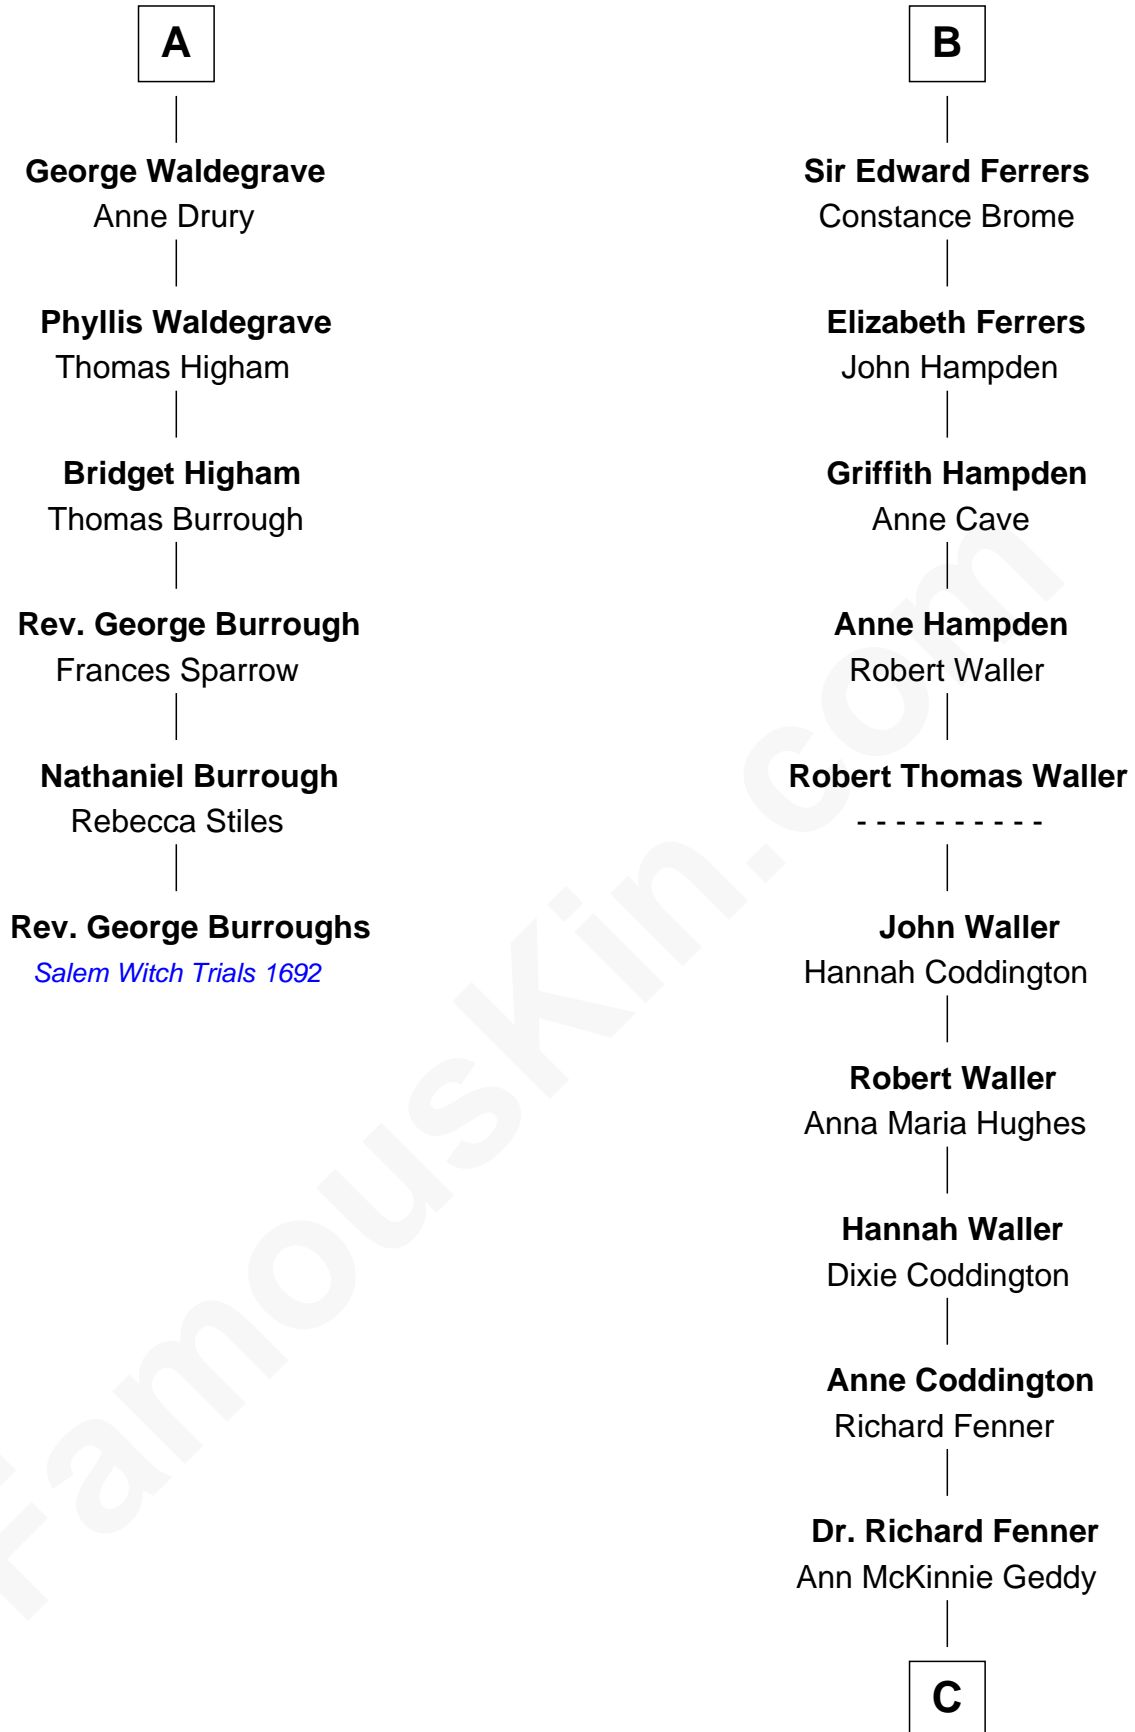 A
George Waldegrave
Anne Drury
Phyllis Waldegrave
Thomas Higham
Bridget Higham
Thomas Burrough
Rev. George Burrough
Frances Sparrow
Nathaniel Burrough
Rebecca Stiles
Rev. George Burroughs
Salem Witch Trials 1692
B
Sir Edward Ferrers
Constance Brome
Elizabeth Ferrers
John Hampden
Griffith Hampden
Anne Cave
Anne Hampden
Robert Waller
Robert Thomas Waller
- - - - - - - - - -
John Waller
Hannah Coddington
Robert Waller
Anna Maria Hughes
Hannah Waller
Dixie Coddington
Anne Coddington
Richard Fenner
Dr. Richard Fenner
Ann McKinnie Geddy
C
FamousKin.com